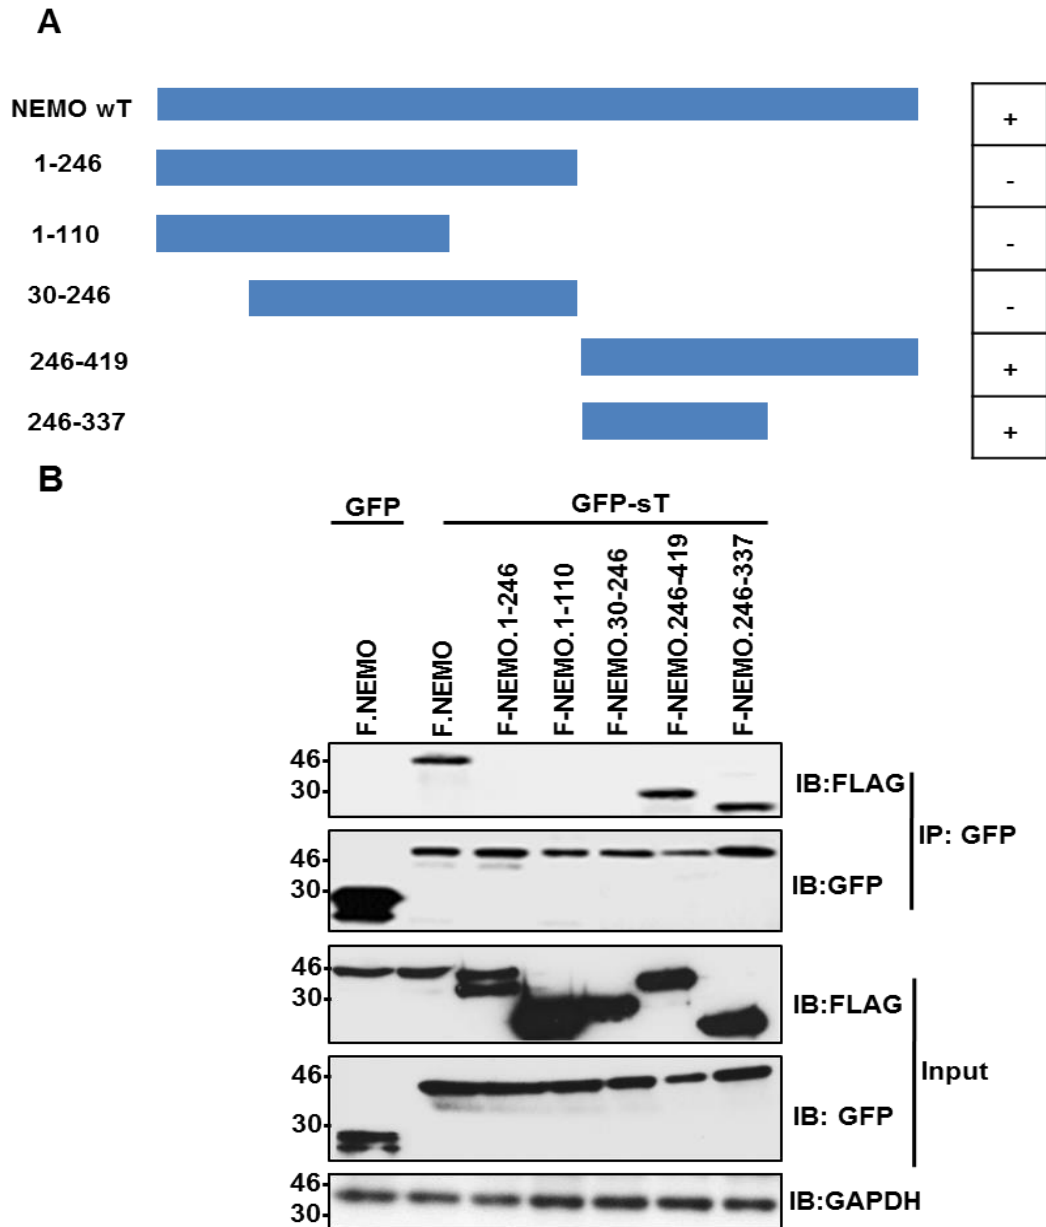 A
NEMO wT
+
1-246
-
1-110
-
30-246
-
246-419
+
246-337
+
B
GFP
GFP-sT
F.NEMO
F.NEMO
F-NEMO.1-246
F-NEMO.1-110
F-NEMO.30-246
F-NEMO.246-419
F-NEMO.246-337
46
30
IB:FLAG
46
30
IB:GFP
IP: GFP
46
30
IB:FLAG
46
30
IB: GFP
Input
46
30
IB:GAPDH